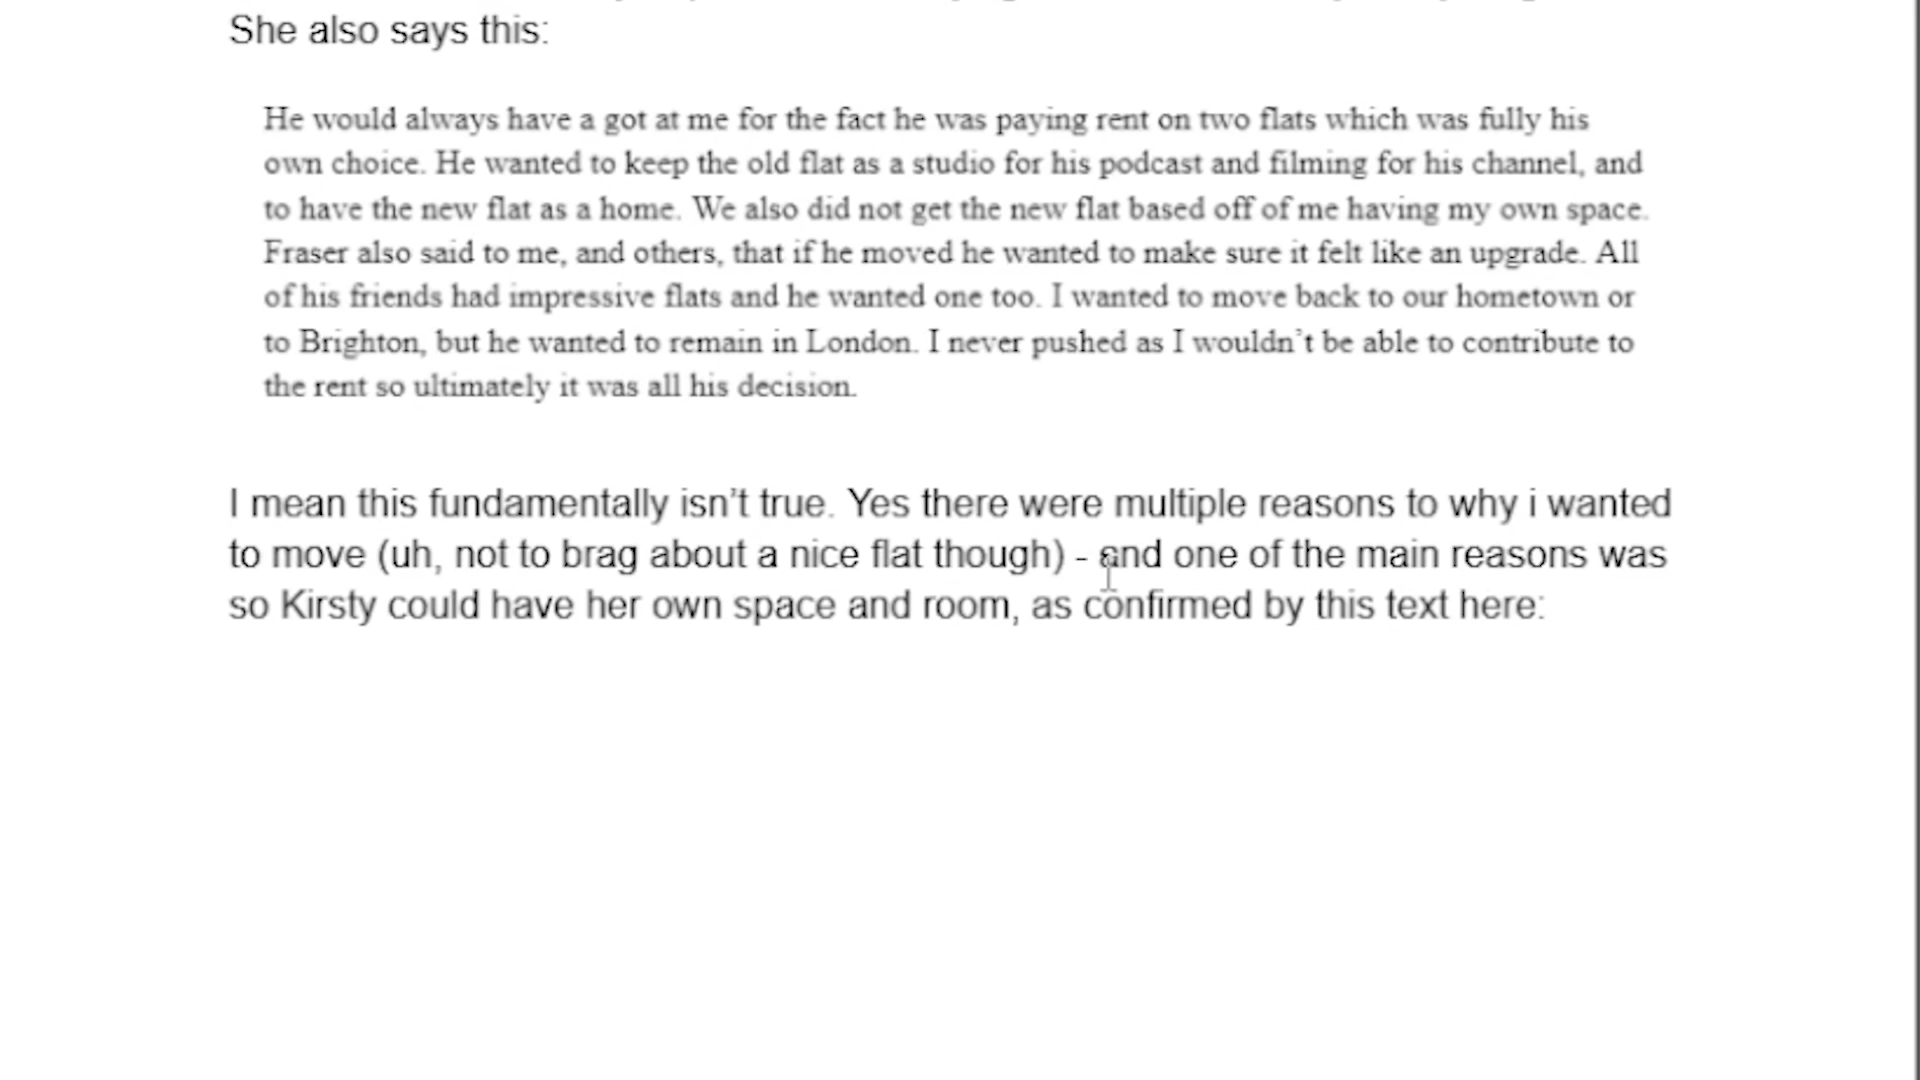 She also says this:
He would always have a got at me for the fact he was paying rent on two flats which was fully his
own choice. He wanted to keep the old flat as a studio for his podcast and filming for his channel, and
to have the new flat as a home. We also did not get the new flat based off of me having my own space.
Fraser also said to me, and others, that if he moved he wanted to make sure it felt like an upgrade. All
of his friends had impressive flats and he wanted one too. I wanted to move back to our hometown or
to Brighton, but he wanted to remain in London. I never pushed as I wouldn't be able to contribute to
the rent so ultimately it was all his decision.
I mean this fundamentally isn’t true. Yes there were multiple reasons to why i wanted
to move (uh, not to brag about a nice flat though) - and one of the main reasons was
so Kirsty could have her own space and room, as confirmed by this text here: